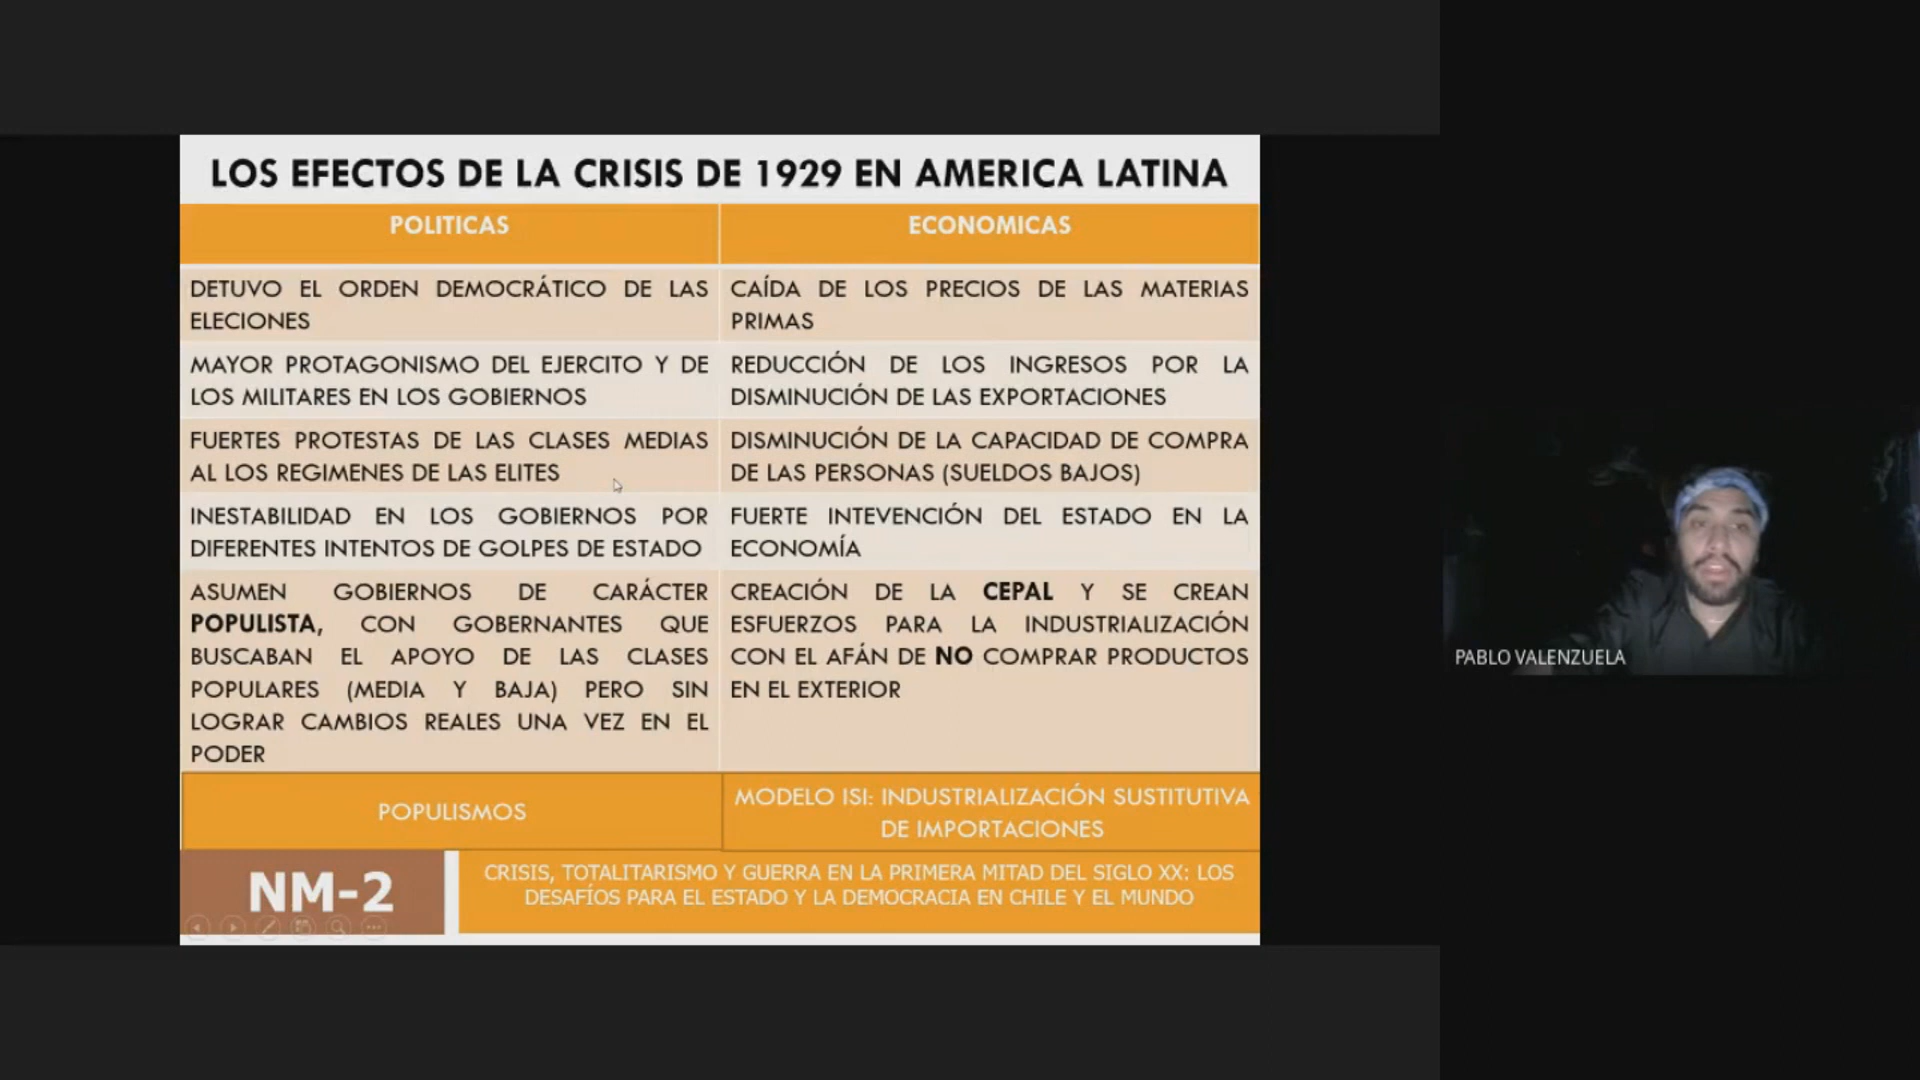 LOS EFECTOS DE LA CRISIS DE 1929 EN AMERICA LATINA
POLITICAS
ECONOMICAS
DETUVO EL ORDEN DEMOCRÁTICO DE LAS
ELECIONES
CAÍDA DE LOS PRECIOS DE LAS MATERIAS
PRIMAS
MAYOR PROTAGONISMO DEL EJERCITO Y DE
LOS MILITARES EN LOS GOBIERNOS
REDUCCIÓN DE LOS INGRESOS POR LA
DISMINUCIÓN DE LAS EXPORTACIONES
FUERTES PROTESTAS DE LAS CLASES MEDIAS
AL LOS REGIMENES DE LAS ELITES
DISMINUCIÓN DE LA CAPACIDAD DE COMPRA
DE LAS PERSONAS (SUELDOS BAJOS)
INESTABILIDAD EN LOS GOBIERNOS POR
DIFERENTES INTENTOS DE GOLPES DE ESTADO
FUERTE INTEVENCIÓN DEL ESTADO EN LA
ECONOMÍA
ASUMEN GOBIERNOS DE CARÁCTER
POPULISTA, CON GOBERNANTES QUE
BUSCABAN EL APOYO DE LAS CLASES
POPULARES (MEDIA Y BAJA) PERO SIN
LOGRAR CAMBIOS REALES UNA VEZ EN EL
PODER
CREACIÓN DE LA CEPAL Y SE CREAN
ESFUERZOS PARA LA INDUSTRIALIZACIÓN
CON EL AFÁN DE NO COMPRAR PRODUCTOS
EN EL EXTERIOR
POPULISMOS
MODELO ISI: INDUSTRIALIZACIÓN SUSTITUTIVA
DE IMPORTACIONES
NM-2
CRISIS, TOTALITARISMO Y GUERRA EN LA PRIMERA MITAD DEL SIGLO XX: LOS
DESAFÍOS PARA EL ESTADO Y LA DEMOCRACIA EN CHILE Y EL MUNDO
PABLO VALENZUELA